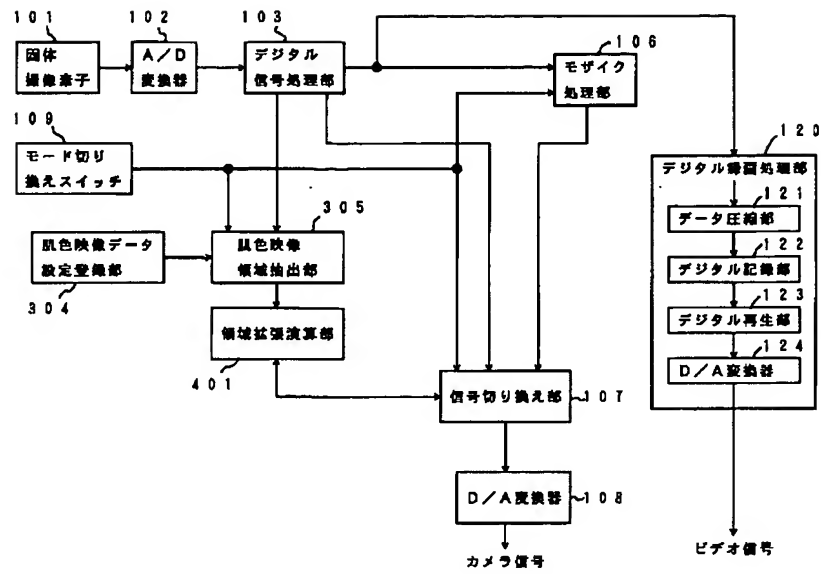 101
固体
撮像素子
102
A/D
変換器
103
デジタル
信号処理部
106
モザイク
処理部
109
モード切り
換えスイッチ
120
デジタル録画処理部
121
データ圧縮部
122
デジタル記録部
123
デジタル再生部
124
D/A変換器
304
肌色映像データ
設定登録部
305
肌色映像
領域抽出部
401
領域拡張演算部
107
信号切り換え部
108
D/A変換器
カメラ信号
ビデオ信号